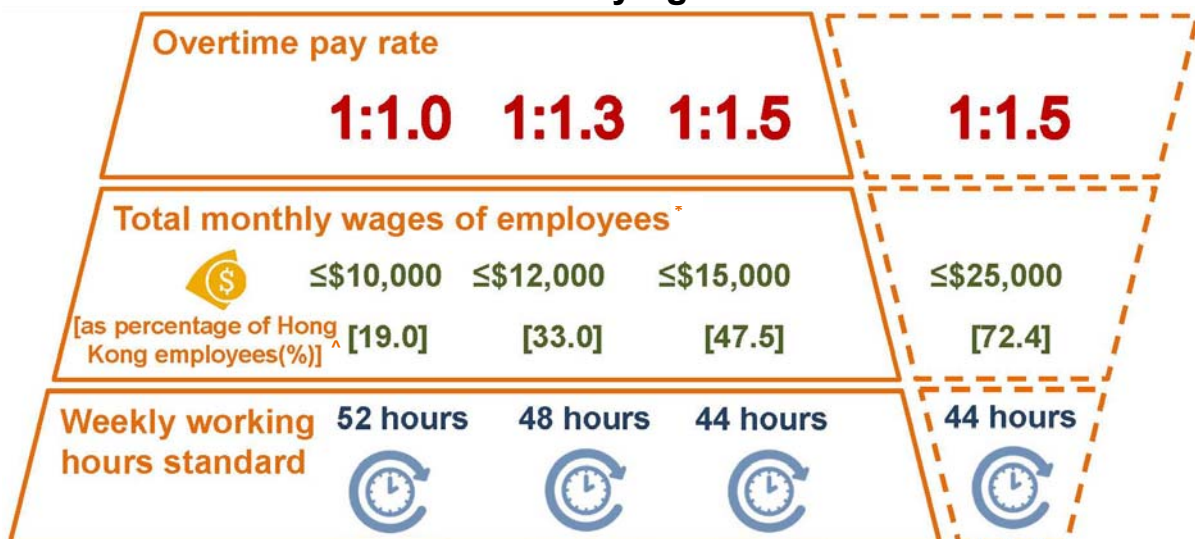 Overtime pay rate
1:1.0 1:1.3 1:1.5 1:1.5
Total monthly wages of employees*
$
≤$10,000 ≤$12,000 ≤$15,000 ≤$25,000
[as percentage of Hong
Kong employees(%)]^ [19.0] [33.0] [47.5] [72.4]
Weekly working
hours standard
52 hours 48 hours 44 hours 44 hours